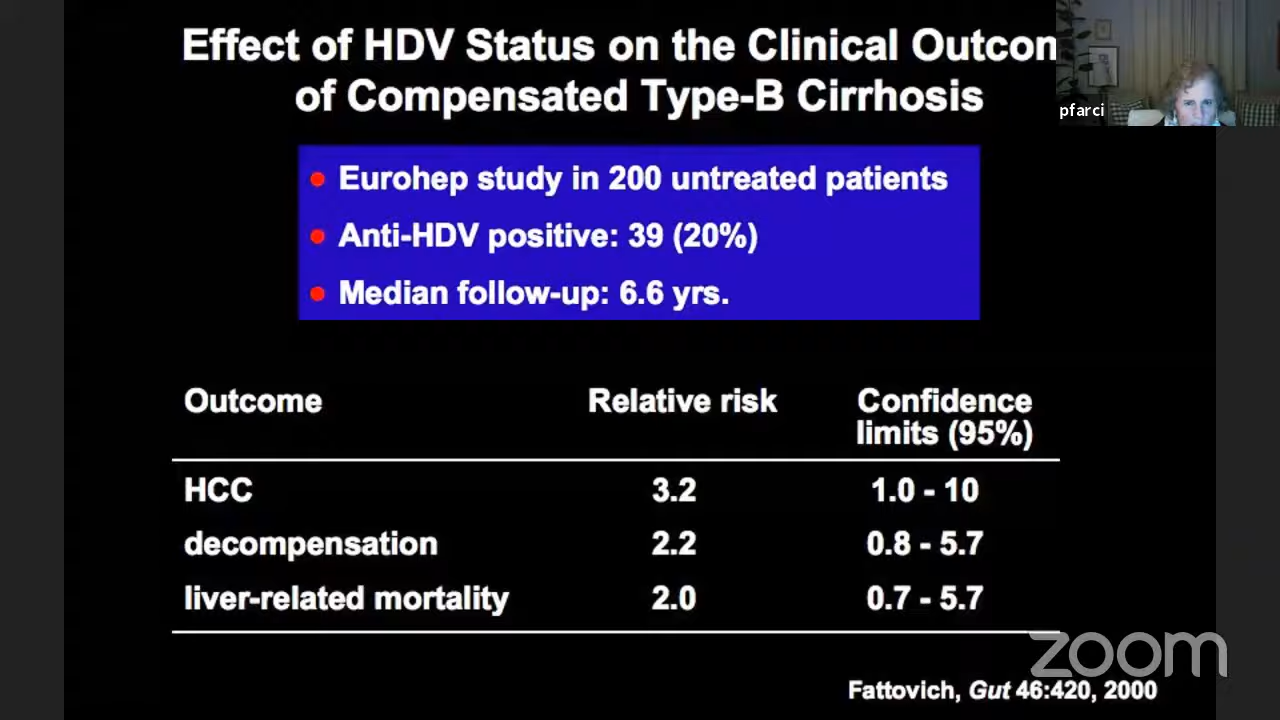 Effect of HDV Status on the Clinical Outcom
of Compensated Type-B Cirrhosis
pfarci
• Eurohep study in 200 untreated patients
• Anti-HDV positive: 39 (20%)
• Median follow-up: 6.6 yrs.
Outcome Relative risk Confidence
limits (95%)
HCC 3.2 1.0 - 10
decompensation 2.2 0.8 - 5.7
liver-related mortality 2.0 0.7 - 5.7
zoom
Fattovich, Gut 46:420, 2000